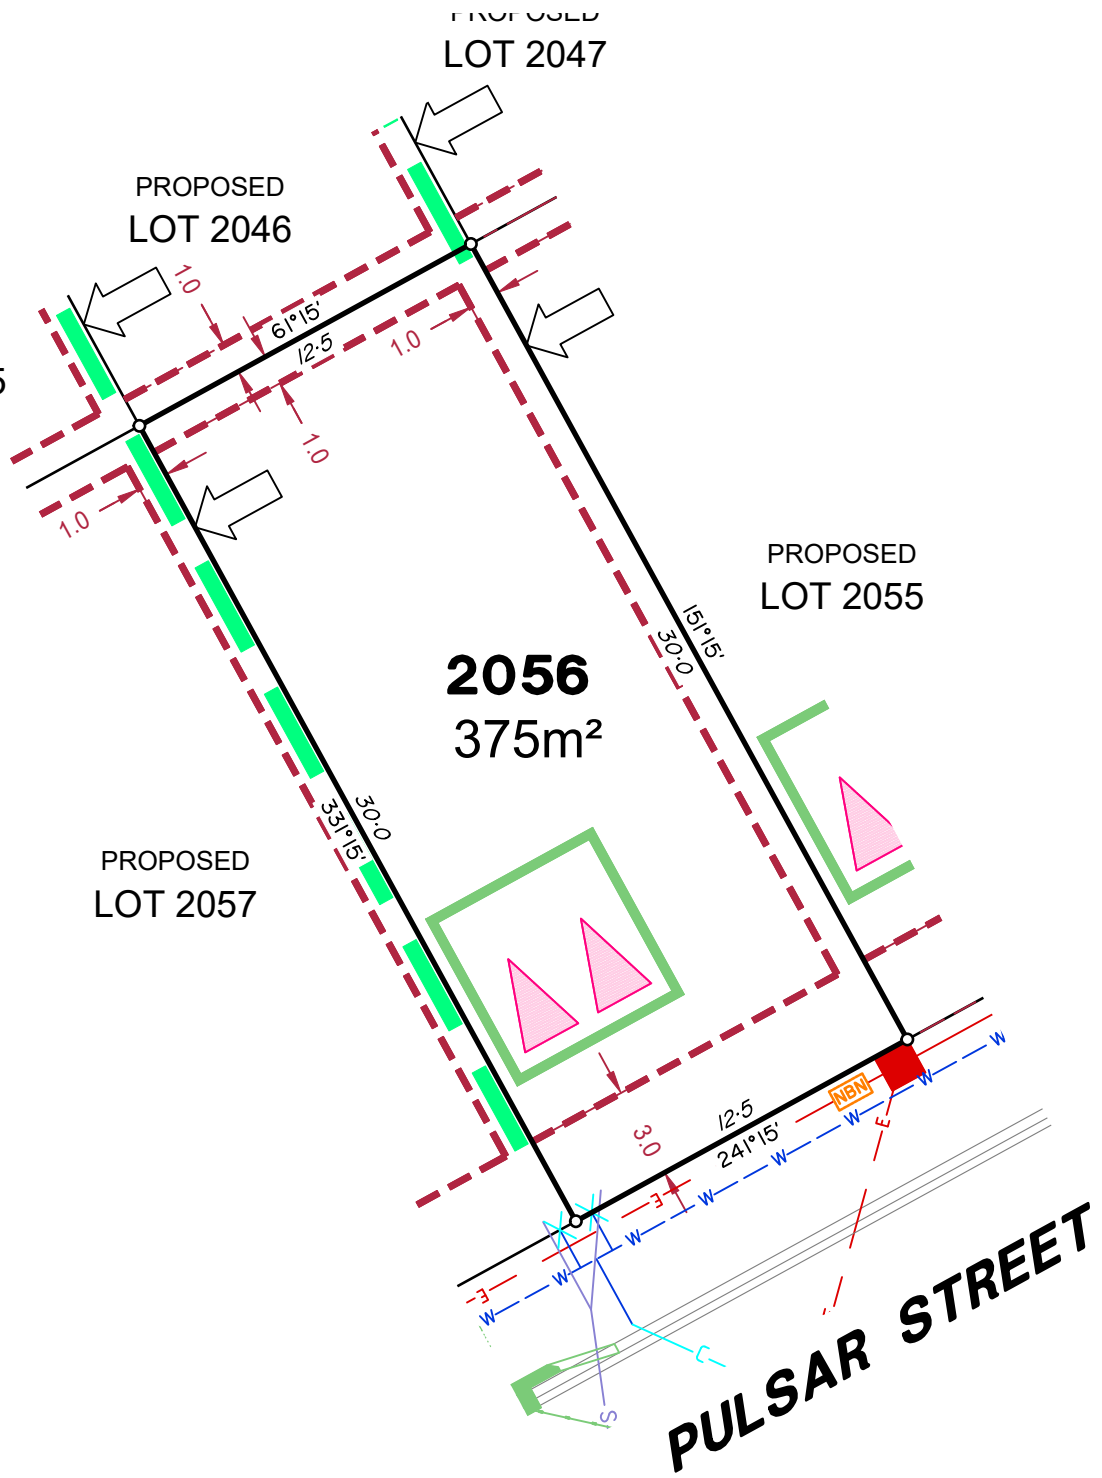 PROPOSED
LOT 2047
PROPOSED
LOT 2046
1.0
61°15'
12·5
1.0
1.0
5
1.0
PROPOSED
LOT 2055
151°15'
30·0
2056
375m²
30·0
331°15'
PROPOSED
LOT 2057
12·5
241°15'
3.0
NBN
W
W
E
W
W
E
W
W
W
E
W
S
PULSAR STREET